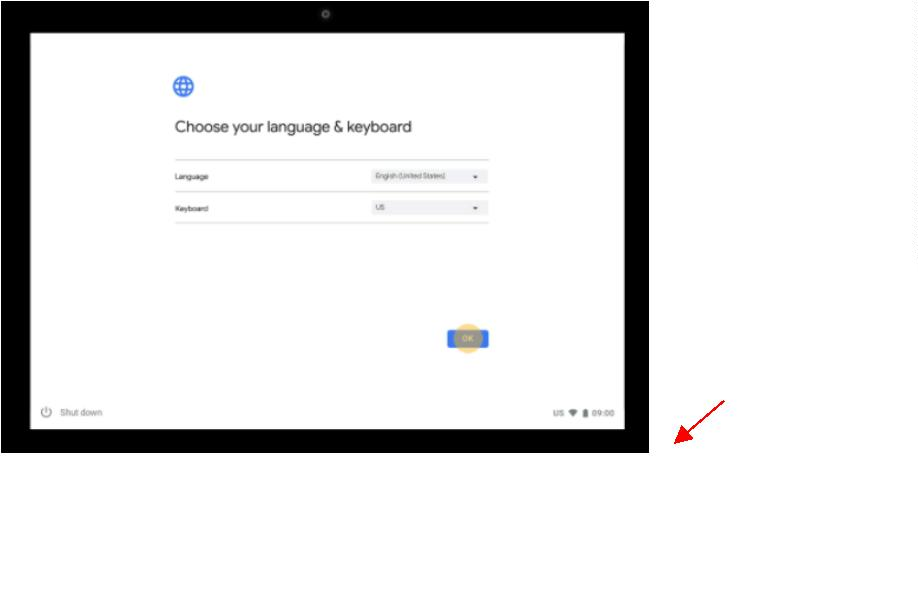 Choose your language & keyboard
Language English (United States)
Keyboard US
OK
Shut down US 09:00